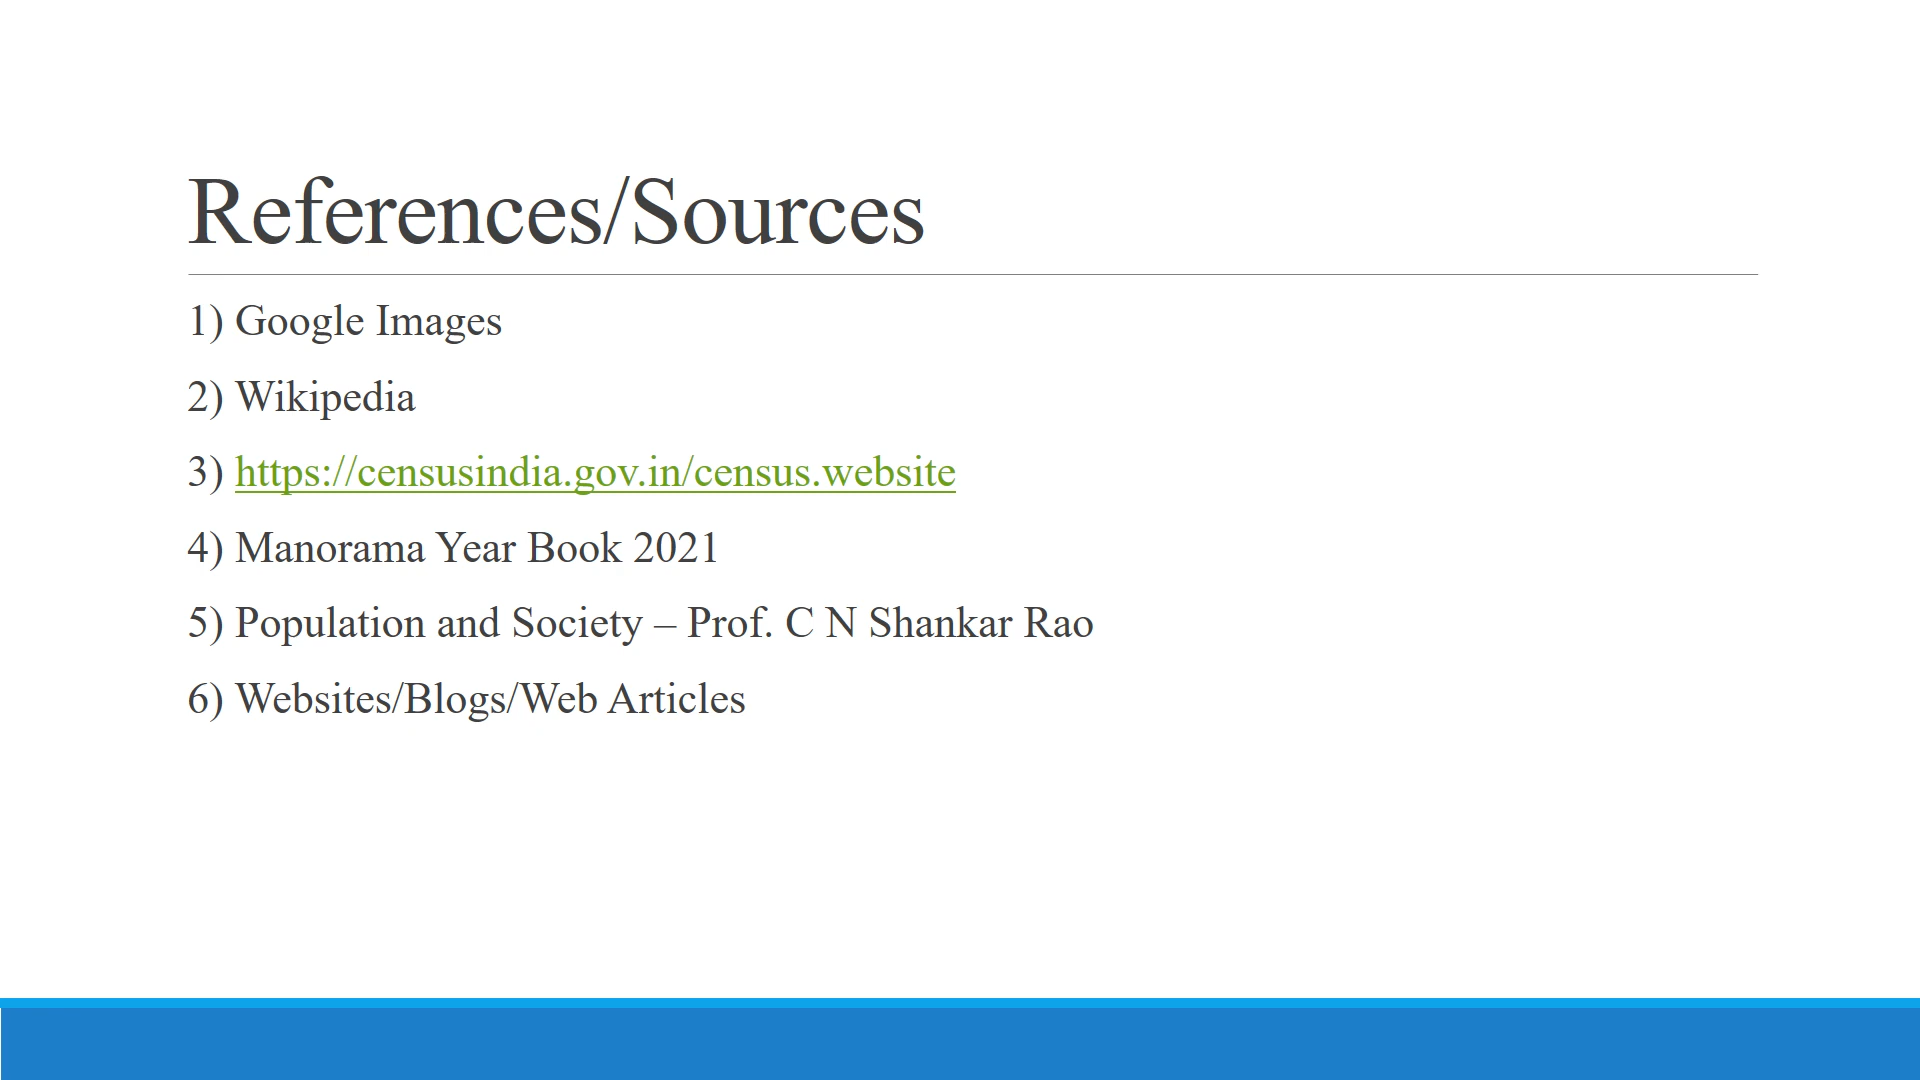 References/Sources
1) Google Images
2) Wikipedia
3) https://censusindia.gov.in/census.website
4) Manorama Year Book 2021
5) Population and Society – Prof. C N Shankar Rao
6) Websites/Blogs/Web Articles